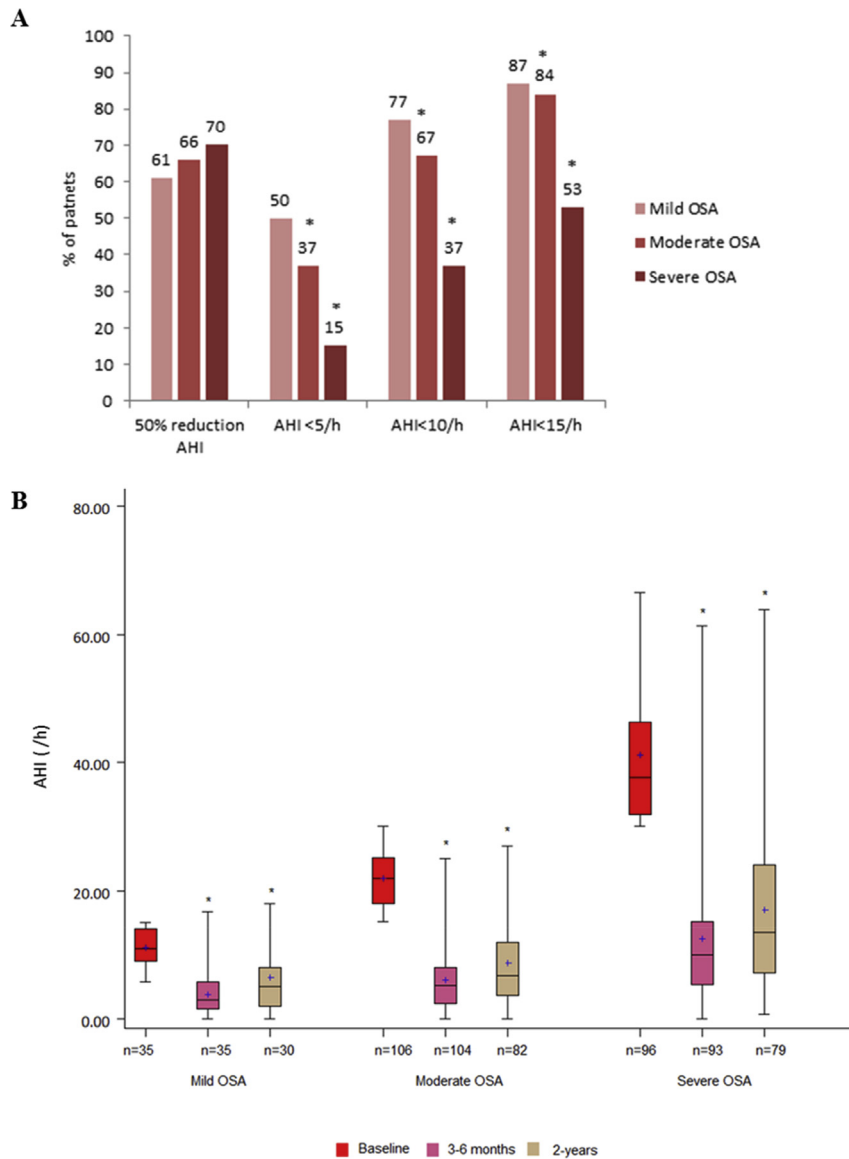 A
100
90
80
70
60
50
40
30
20
10
0
% of patnets
61
66
70
50
*
37
*
15
77
*
67
*
37
87
*
84
*
53
50% reduction
AHI
AHI <5/h
AHI<10/h
AHI<15/h
Mild OSA
Moderate OSA
Severe OSA
B
80.00
60.00
40.00
20.00
0.00
AHI ( /h)
*
*
*
*
*
*
n=35 n=35 n=30 n=106 n=104 n=82 n=96 n=93 n=79
Mild OSA Moderate OSA Severe OSA
Baseline 3-6 months 2-years